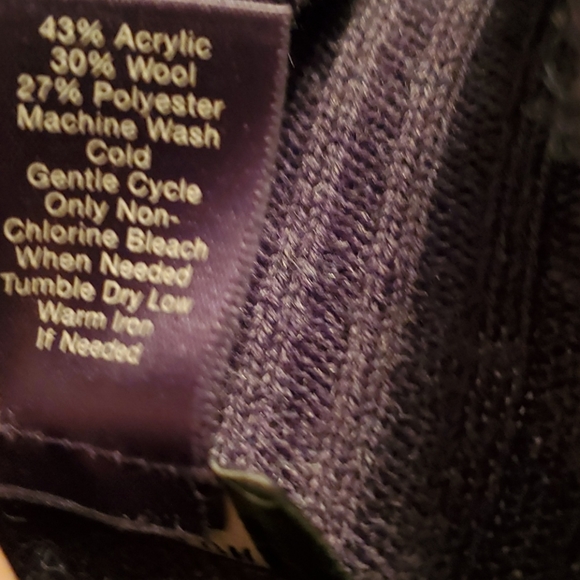 43% Acrylic
30% Wool
27% Polyester
Machine Wash
Cold
Gentle Cycle
Only Non-
Chlorine Bleach
When Needed
Tumble Dry Low
Warm Iron
If Needed